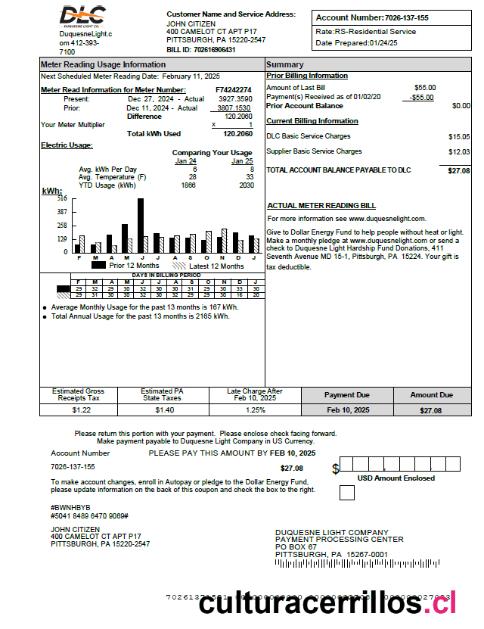 DLC
DuquesneLight.c
om 412-393-
7100
Customer Name and Service Address:
JOHN CITIZEN
400 CAMELOT CT APT P17
PITTSBURGH, PA 15220-2547
BILL ID: 702616906431
Account Number:7026-137-155
Rate:RS-Residential Service
Date Prepared:01/24/25
Meter Reading Usage Information
Next Scheduled Meter Reading Date: February 11, 2025
Meter Read Information for Meter Number: F74242274
Present: Dec 27, 2024 - Actual 3927.3590
Prior: Dec 11, 2024 - Actual 3807.1530
Difference 120.2060
Your Meter Multiplier x 1
Total kWh Used 120.2060
Electric Usage:
Comparing Your Usage
Jan 24 Jan 25
Avg. kWh Per Day 6 8
Avg. Temperature (F) 28 33
YTD Usage (kWh) 1866 2030
kWh:
516
387
258
129
0
F M A M J J A S O N D J
Prior 12 Months Latest 12 Months
DAYS IN BILLING PERIOD
F M A M J J A S O N D J
29 32 30 32 30 30 31 29 30 33 30
29 31 30 30 30 16 20
Average Monthly Usage for the past 13 months is 167 kWh.
Total Annual Usage for the past 13 months is 2165 kWh.
Summary
Prior Billing Information
Amount of Last Bill $55.00
Payment(s) Received as of 01/02/20 -$55.00
Prior Account Balance $0.00
Current Billing Information
DLC Basic Service Charges $15.05
Supplier Basic Service Charges $12.03
TOTAL ACCOUNT BALANCE PAYABLE TO DLC $27.08
ACTUAL METER READING BILL
For more information see www.duquesnelight.com.
Give to Dollar Energy Fund to help people without heat or light.
Make a monthly pledge at www.duquesnelight.com or send a
check to Duquesne Light Hardship Fund Donations, 411
Seventh Avenue MD 15-1, Pittsburgh, PA 15224. Your gift is
tax deductible.
Estimated Gross Receipts Tax
Estimated PA State Taxes
Late Charge After Feb 10, 2025
Payment Due
Amount Due
$1.22 $1.40 1.25% Feb 10, 2025 $27.08
Please return this portion with your payment. Please enclose check facing forward.
Make payment payable to Duquesne Light Company in US Currency.
Account Number PLEASE PAY THIS AMOUNT BY FEB 10, 2025
7026-137-155 $27.08
$
USD Amount Enclosed
To make account changes, enroll in Autopay or pledge to the Dollar Energy Fund,
please update information on the back of this coupon and check the box to the right.
#BWNHBYB
#5041 8489 6470 9069#
JOHN CITIZEN
400 CAMELOT CT APT P17
PITTSBURGH, PA 15220-2547
DUQUESNE LIGHT COMPANY
PAYMENT PROCESSING CENTER
PO BOX 67
PITTSBURGH, PA 15267-0001
culturacerrillos.cl